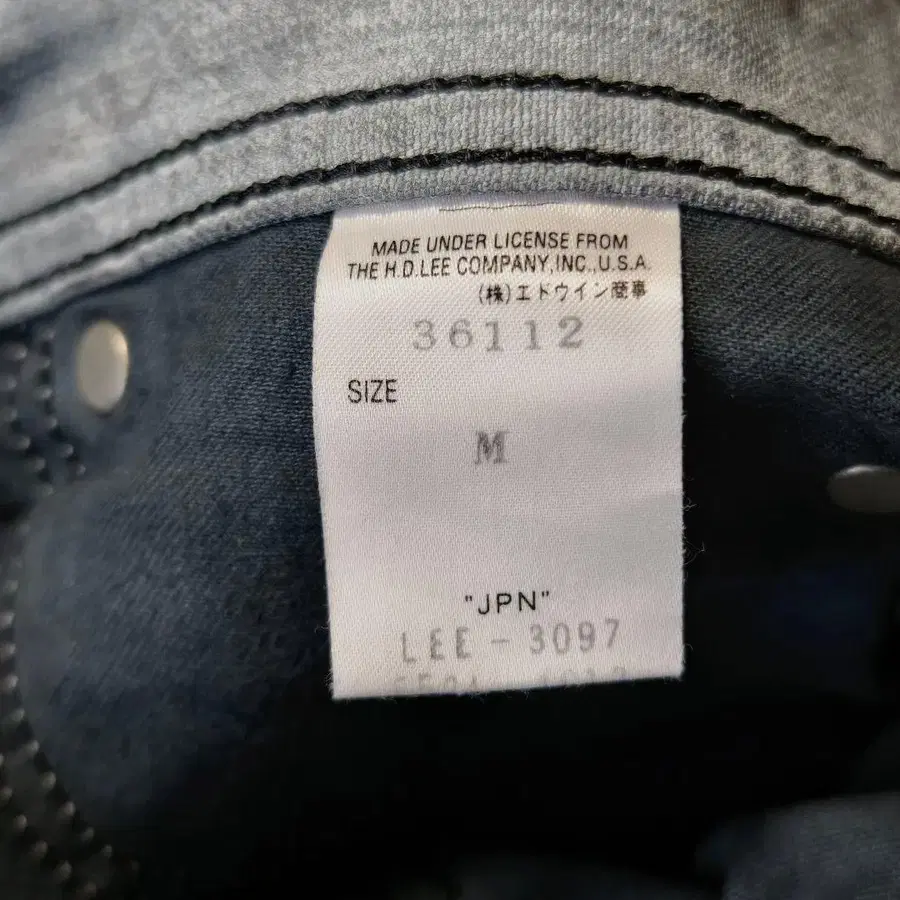 MADE UNDER LICENSE FROM
THE H.D.LEE COMPANY,INC.,U.S.A.
(株)エドウイン商事
36112
SIZE
M
"JPN"
LEE-3097